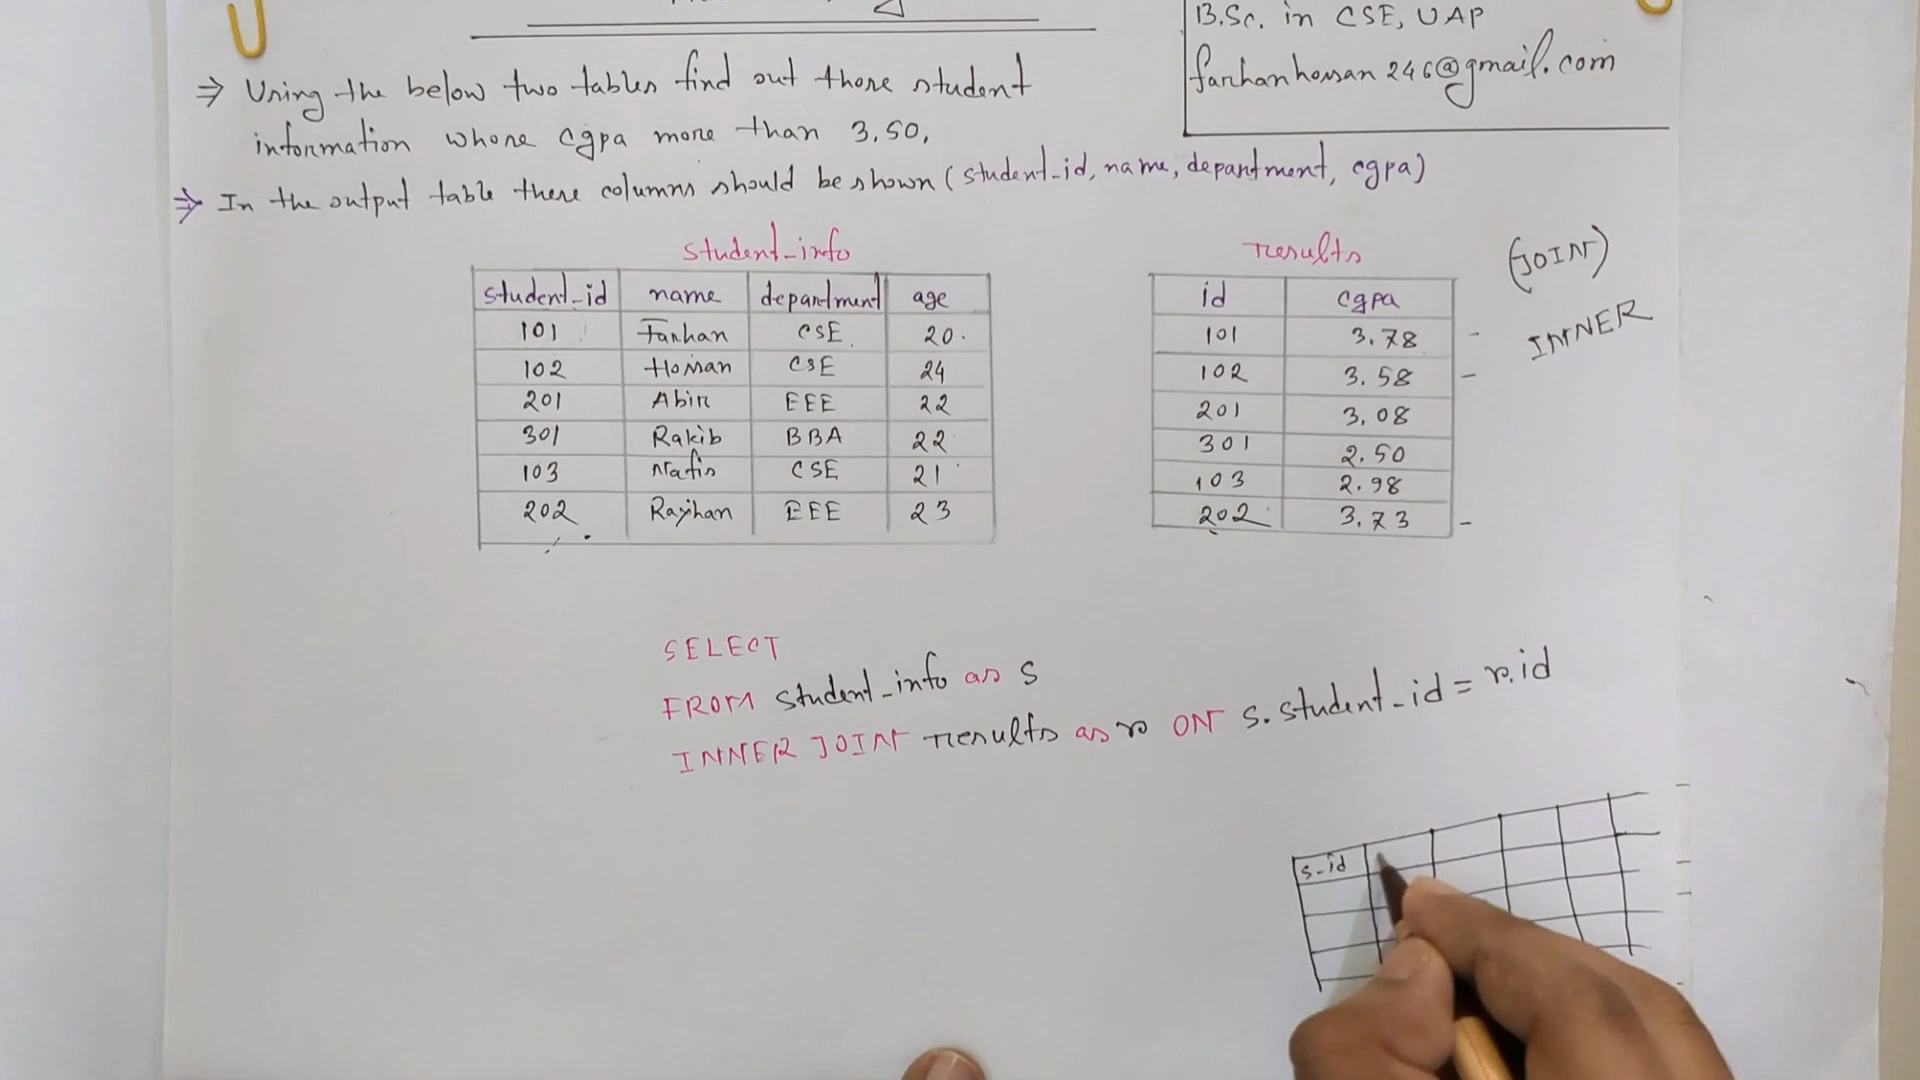 B.Sc. in CSE, UAP
farhanhossan246@gmail.com
⇒ Using the below two tables find out those student
information whose cgpa more than 3.50.
⇒ In the output table these columns should be shown (student_id, name, department, cgpa)
student_info
student_id name department age
101 Farhan CSE 20
102 Hossan CSE 24
201 Abir EEE 22
301 Rakib BBA 22
103 Nafis CSE 21
202 Rayhan EEE 23
results
id cgpa
101 3.78
102 3.58
201 3.08
301 2.50
103 2.98
202 3.73
(JOIN)
INNER
SELECT
FROM student_info as s
INNER JOIN results as r ON s.student_id = r.id
s_id